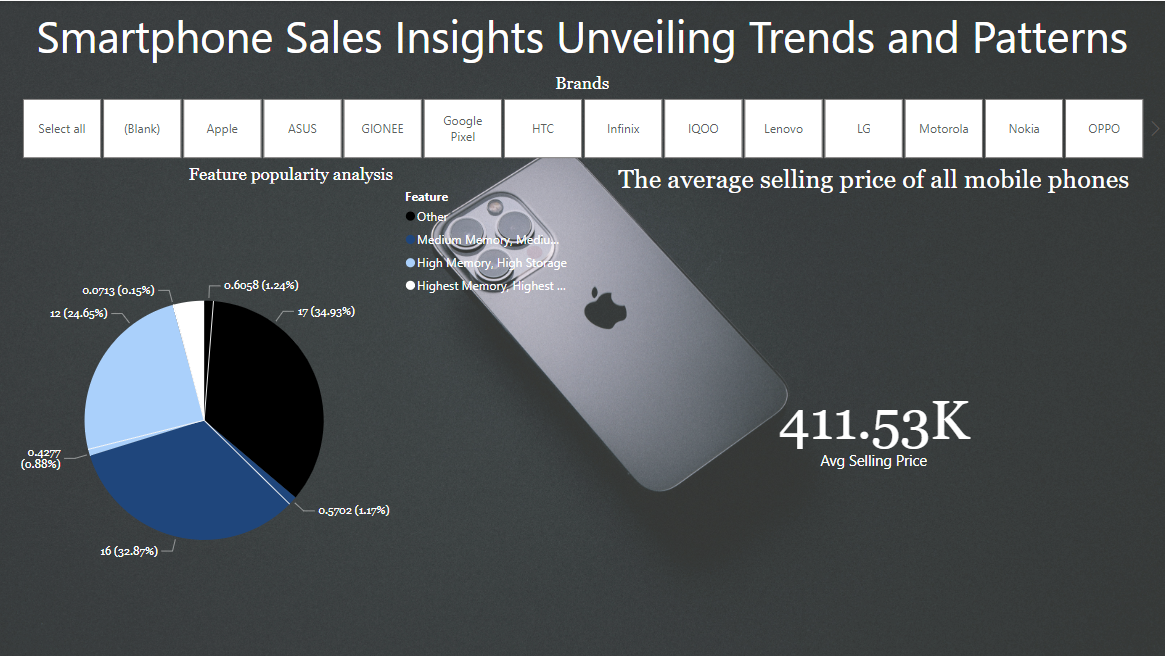 Smartphone Sales Insights Unveiling Trends and Patterns
Brands
Select all
(Blank)
Apple
ASUS
GIONEE
Google
Pixel
HTC
Infinix
IQOO
Lenovo
LG
Motorola
Nokia
OPPO
Feature popularity analysis
The average selling price of all mobile phones
Feature
Other
Medium Memory, Mediu...
High Memory, High Storage
Highest Memory, Highest ...
0.6058 (1.24%)
0.0713 (0.15%)
12 (24.65%)
17 (34.93%)
0.4277
(0.88%)
0.5702 (1.17%)
16 (32.87%)
411.53K
Avg Selling Price